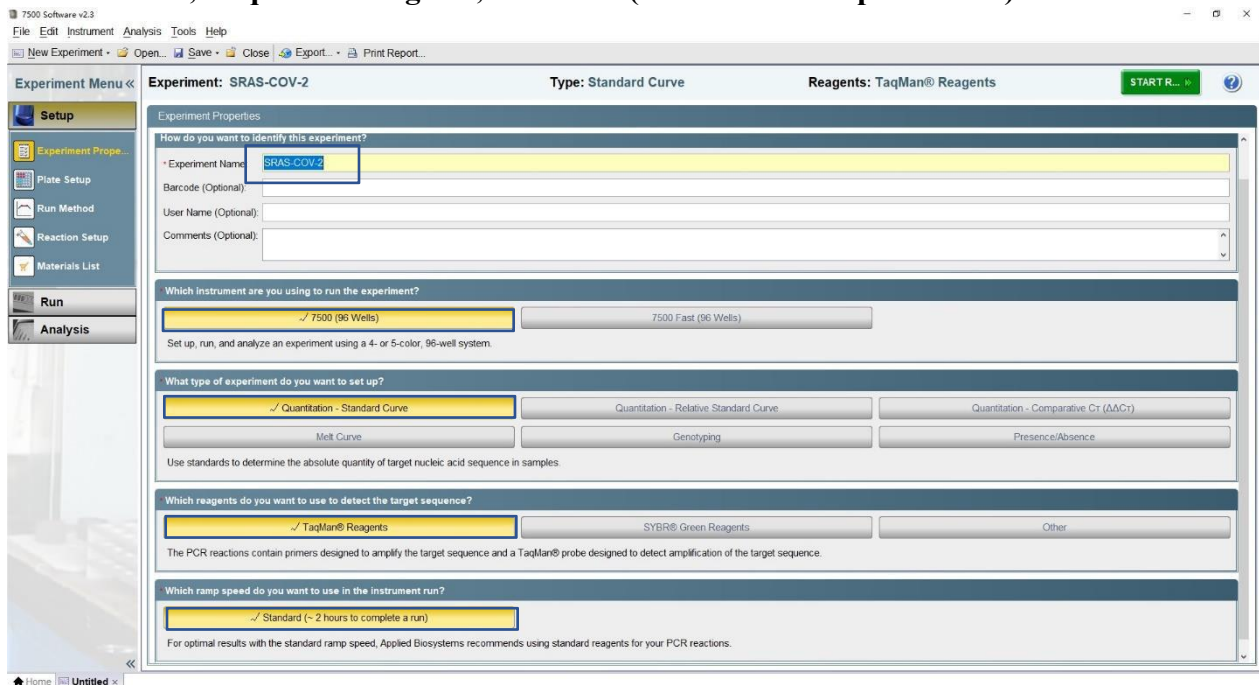 7500 Software v2.3
File Edit Instrument Analysis Tools Help
New Experiment Open... Save Close Export... Print Report...
Experiment Menu « Experiment: SRAS-COV-2 Type: Standard Curve Reagents: TaqMan® Reagents START R...
Setup
Experiment Prope...
Plate Setup
Run Method
Reaction Setup
Materials List
Run
Analysis
Experiment Properties
How do you want to identify this experiment?
* Experiment Name: SRAS-COV-2
Barcode (Optional):
User Name (Optional):
Comments (Optional):
* Which instrument are you using to run the experiment?
✓ 7500 (96 Wells) 7500 Fast (96 Wells)
Set up, run, and analyze an experiment using a 4- or 5-color, 96-well system.
* What type of experiment do you want to set up?
✓ Quantitation - Standard Curve Quantitation - Relative Standard Curve Quantitation - Comparative CT (ΔΔCT)
Melt Curve Genotyping Presence/Absence
Use standards to determine the absolute quantity of target nucleic acid sequence in samples.
* Which reagents do you want to use to detect the target sequence?
✓ TaqMan® Reagents SYBR® Green Reagents Other
The PCR reactions contain primers designed to amplify the target sequence and a TaqMan® probe designed to detect amplification of the target sequence.
* Which ramp speed do you want to use in the instrument run?
✓ Standard (~ 2 hours to complete a run)
For optimal results with the standard ramp speed, Applied Biosystems recommends using standard reagents for your PCR reactions.
«
Home Untitled ×